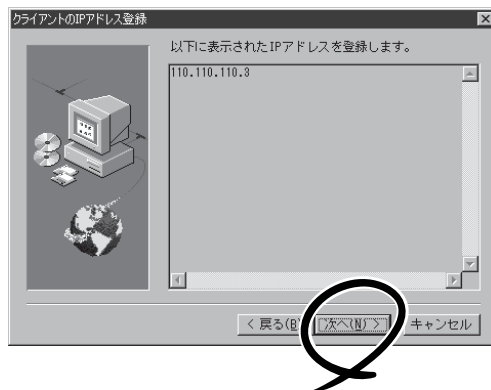 クライアントのIPアドレス登録
以下に表示されたIPアドレスを登録します。
110.110.110.3
< 戻る(B) 次へ(N) > キャンセル